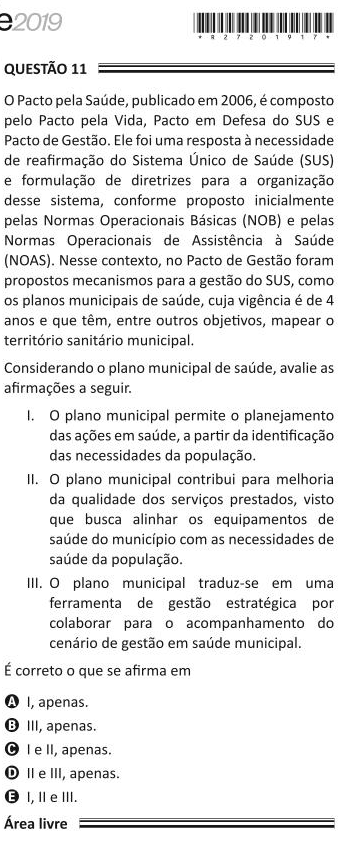 e2019
* R 2 7 2 0 1 9 1 7 *
QUESTÃO 11
O Pacto pela Saúde, publicado em 2006, é composto
pelo Pacto pela Vida, Pacto em Defesa do SUS e
Pacto de Gestão. Ele foi uma resposta à necessidade
de reafirmação do Sistema Único de Saúde (SUS)
e formulação de diretrizes para a organização
desse sistema, conforme proposto inicialmente
pelas Normas Operacionais Básicas (NOB) e pelas
Normas Operacionais de Assistência à Saúde
(NOAS). Nesse contexto, no Pacto de Gestão foram
propostos mecanismos para a gestão do SUS, como
os planos municipais de saúde, cuja vigência é de 4
anos e que têm, entre outros objetivos, mapear o
território sanitário municipal.
Considerando o plano municipal de saúde, avalie as
afirmações a seguir.
I. O plano municipal permite o planejamento
das ações em saúde, a partir da identificação
das necessidades da população.
II. O plano municipal contribui para melhoria
da qualidade dos serviços prestados, visto
que busca alinhar os equipamentos de
saúde do município com as necessidades de
saúde da população.
III. O plano municipal traduz-se em uma
ferramenta de gestão estratégica por
colaborar para o acompanhamento do
cenário de gestão em saúde municipal.
É correto o que se afirma em
A I, apenas.
B III, apenas.
C I e II, apenas.
D II e III, apenas.
E I, II e III.
Área livre